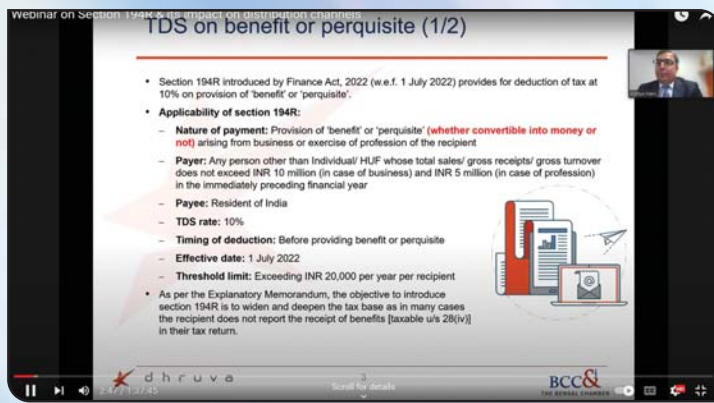 Webinar on Section 194R & its impact on distribution channels
TDS on benefit or perquisite (1/2)
• Section 194R introduced by Finance Act, 2022 (w.e.f. 1 July 2022) provides for deduction of tax at
10% on provision of ‘benefit’ or ‘perquisite’.
• Applicability of section 194R:
– Nature of payment: Provision of ‘benefit’ or ‘perquisite’ (whether convertible into money or
not) arising from business or exercise of profession of the recipient
– Payer: Any person other than Individual/ HUF whose total sales/ gross receipts/ gross turnover
does not exceed INR 10 million (in case of business) and INR 5 million (in case of profession)
in the immediately preceding financial year
– Payee: Resident of India
– TDS rate: 10%
– Timing of deduction: Before providing benefit or perquisite
– Effective date: 1 July 2022
– Threshold limit: Exceeding INR 20,000 per year per recipient
• As per the Explanatory Memorandum, the objective to introduce
section 194R is to widen and deepen the tax base as in many cases
the recipient does not report the receipt of benefits [taxable u/s 28(iv)]
in their tax return.
dhruva
3
Scroll for details
BCC&I
THE BENGAL CHAMBER
2:47 / 1:37:45